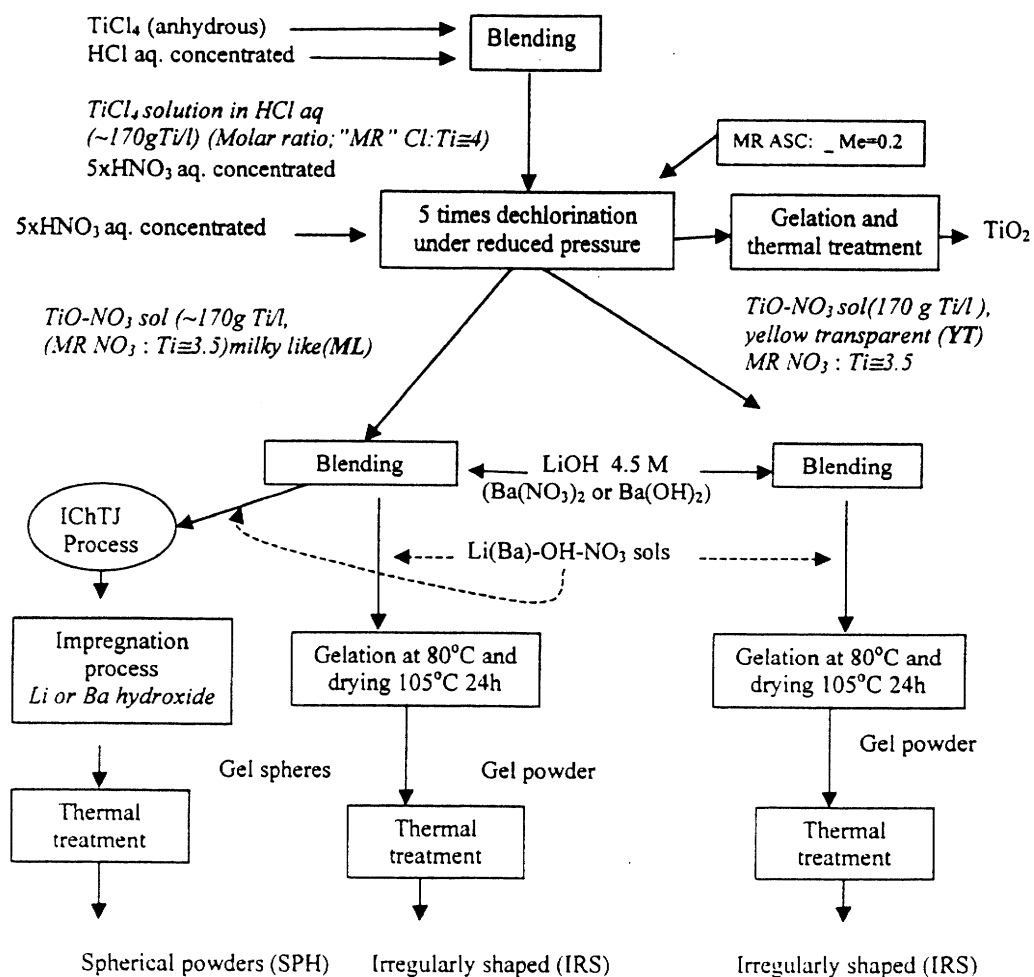 TiCl4 (anhydrous)
HCl aq. concentrated
Blending
TiCl4 solution in HCl aq
(~170gTi/l) (Molar ratio; "MR" Cl:Ti≅4)
5xHNO3 aq. concentrated
MR ASC: _ Me=0.2
5xHNO3 aq. concentrated
5 times dechlorination
under reduced pressure
Gelation and
thermal treatment
TiO2
TiO-NO3 sol (~170g Ti/l,
(MR NO3 : Ti≅3.5)milky like(ML)
TiO-NO3 sol(170 g Ti/l ),
yellow transparent (YT)
MR NO3 : Ti≅3.5
Blending
LiOH 4.5 M
(Ba(NO3)2 or Ba(OH)2)
Blending
IChTJ
Process
Li(Ba)-OH-NO3 sols
Impregnation
process
Li or Ba hydroxide
Gelation at 80°C and
drying 105°C 24h
Gelation at 80°C and
drying 105°C 24h
Gel spheres
Gel powder
Gel powder
Thermal
treatment
Thermal
treatment
Thermal
treatment
Spherical powders (SPH)
Irregularly shaped (IRS)
Irregularly shaped (IRS)